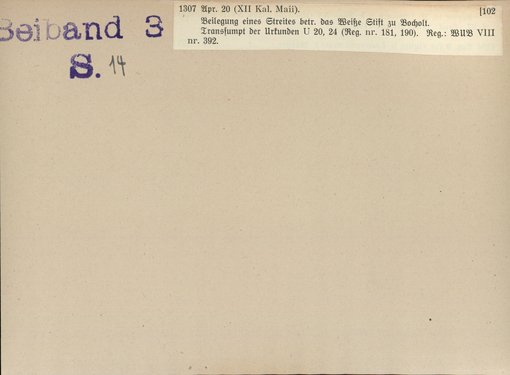 Beiband 3
S. 14
1307 Apr. 20 (XII Kal. Maii). [102
Beilegung eines Streites betr. das Weiße Stift zu Bocholt.
Transsumpt der Urkunden U 20, 24 (Reg. nr. 181, 190). Reg.: WUB VIII
nr. 392.